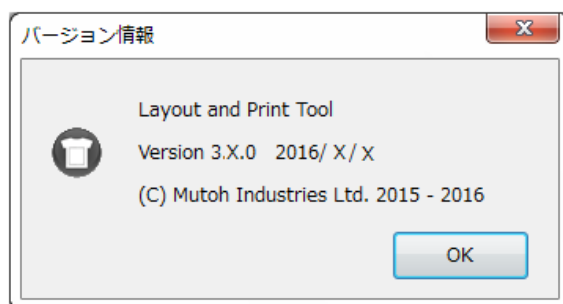 バージョン情報
Layout and Print Tool
Version 3.X.0 2016/ X/ X
(C) Mutoh Industries Ltd. 2015 - 2016
OK